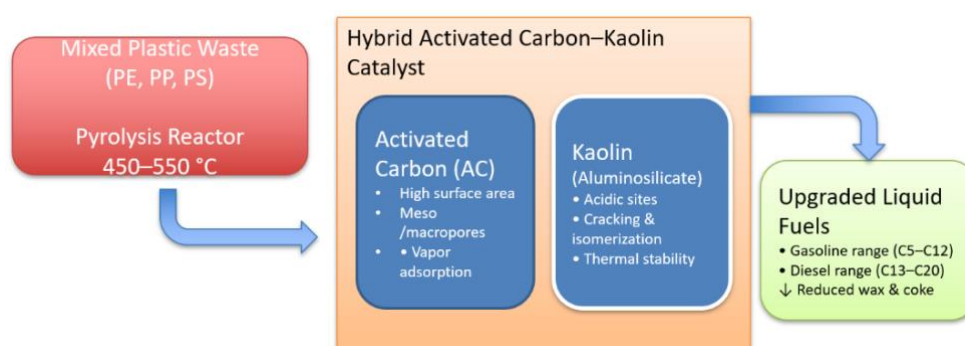 Mixed Plastic Waste
(PE, PP, PS)
Pyrolysis Reactor
450–550 °C
Hybrid Activated Carbon–Kaolin
Catalyst
Activated
Carbon (AC)
• High surface area
• Meso
/macropores
• • Vapor
adsorption
Kaolin
(Aluminosilicate)
• Acidic sites
• Cracking &
isomerization
• Thermal stability
Upgraded Liquid
Fuels
• Gasoline range (C5–C12)
• Diesel range (C13–C20)
↓ Reduced wax & coke